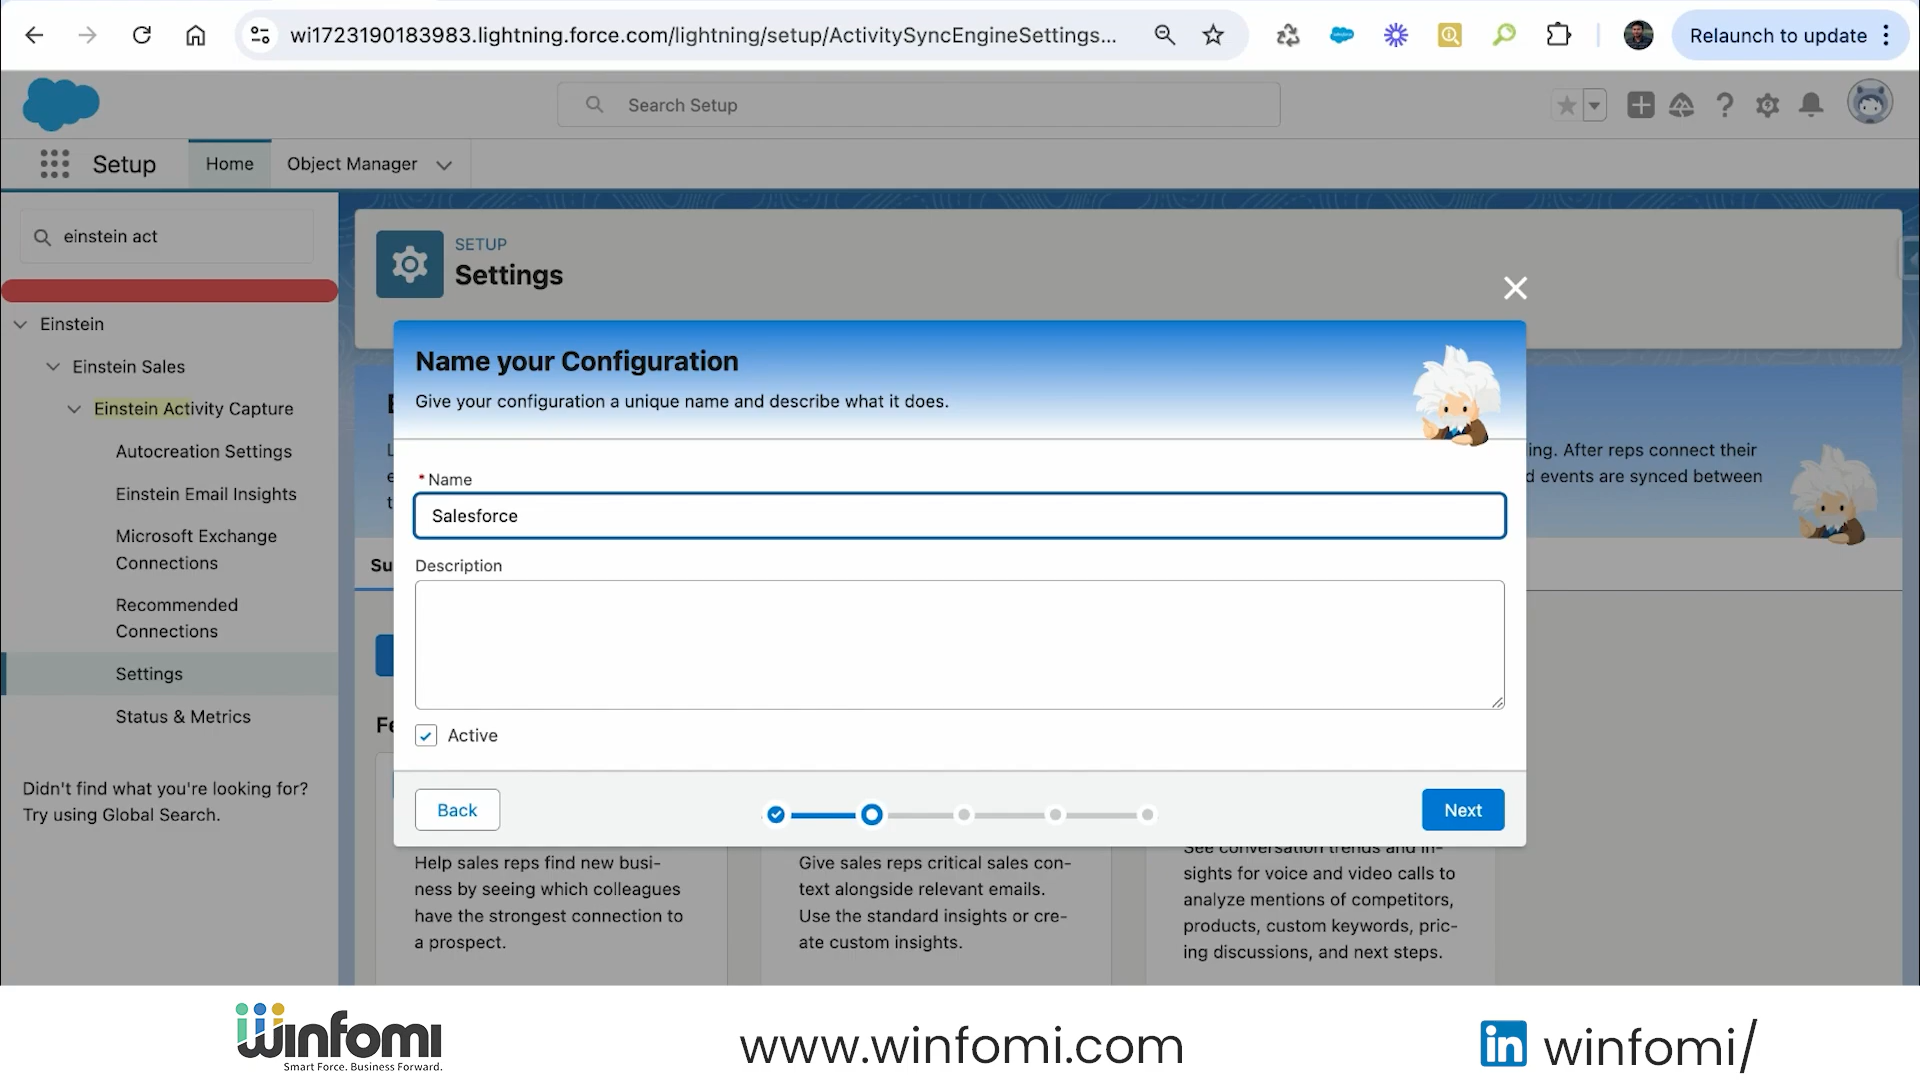 wi1723190183983.lightning.force.com/lightning/setup/ActivitySyncEngineSettings...
Relaunch to update
Search Setup
Setup
Home
Object Manager
einstein act
Einstein
Einstein Sales
Einstein Activity Capture
Autocreation Settings
Einstein Email Insights
Microsoft Exchange
Connections
Recommended
Connections
Settings
Status & Metrics
Didn't find what you're looking for?
Try using Global Search.
SETUP
Settings
ing. After reps connect their
d events are synced between
Su
Fe
Name your Configuration
Give your configuration a unique name and describe what it does.
* Name
Salesforce
Description
Active
Back
Next
Help sales reps find new busi-
ness by seeing which colleagues
have the strongest connection to
a prospect.
Give sales reps critical sales con-
text alongside relevant emails.
Use the standard insights or cre-
ate custom insights.
See conversation trends and in-
sights for voice and video calls to
analyze mentions of competitors,
products, custom keywords, pric-
ing discussions, and next steps.
winfomi
Smart Force. Business Forward.
www.winfomi.com
in winfomi/